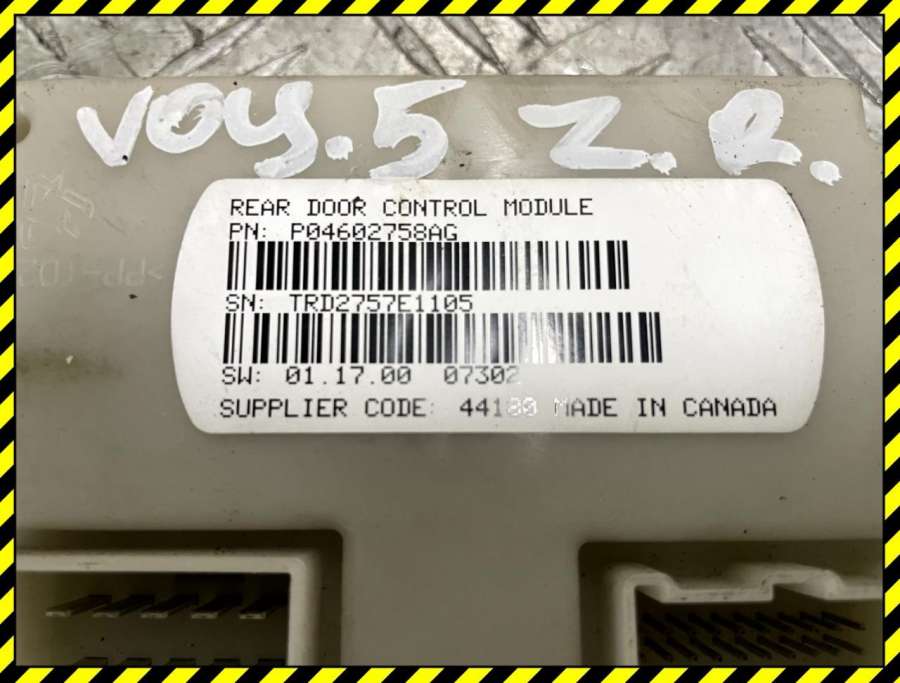 VOY.5 Z.R.
REAR DOOR CONTROL MODULE
PN: P04602758AG
SN: TRD2757E1105
SW: 01.17.00 07302
SUPPLIER CODE: 44180 MADE IN CANADA